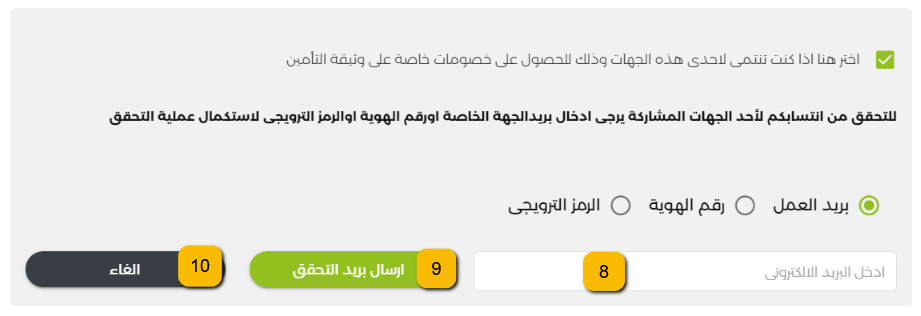 اختر هنا اذا كنت تنتمى لاحدى هذه الجهات وذلك للحصول على خصومات خاصة على وثيقة التأمين
للتحقق من انتسابكم لأحد الجهات المشاركة يرجى ادخال بريدالجهة الخاصة اورقم الهوية اوالرمز الترويجى لاستكمال عملية التحقق
بريد العمل رقم الهوية الرمز الترويجى
ادخل البريد الالكترونى 8 9 ارسال بريد التحقق 10 الغاء